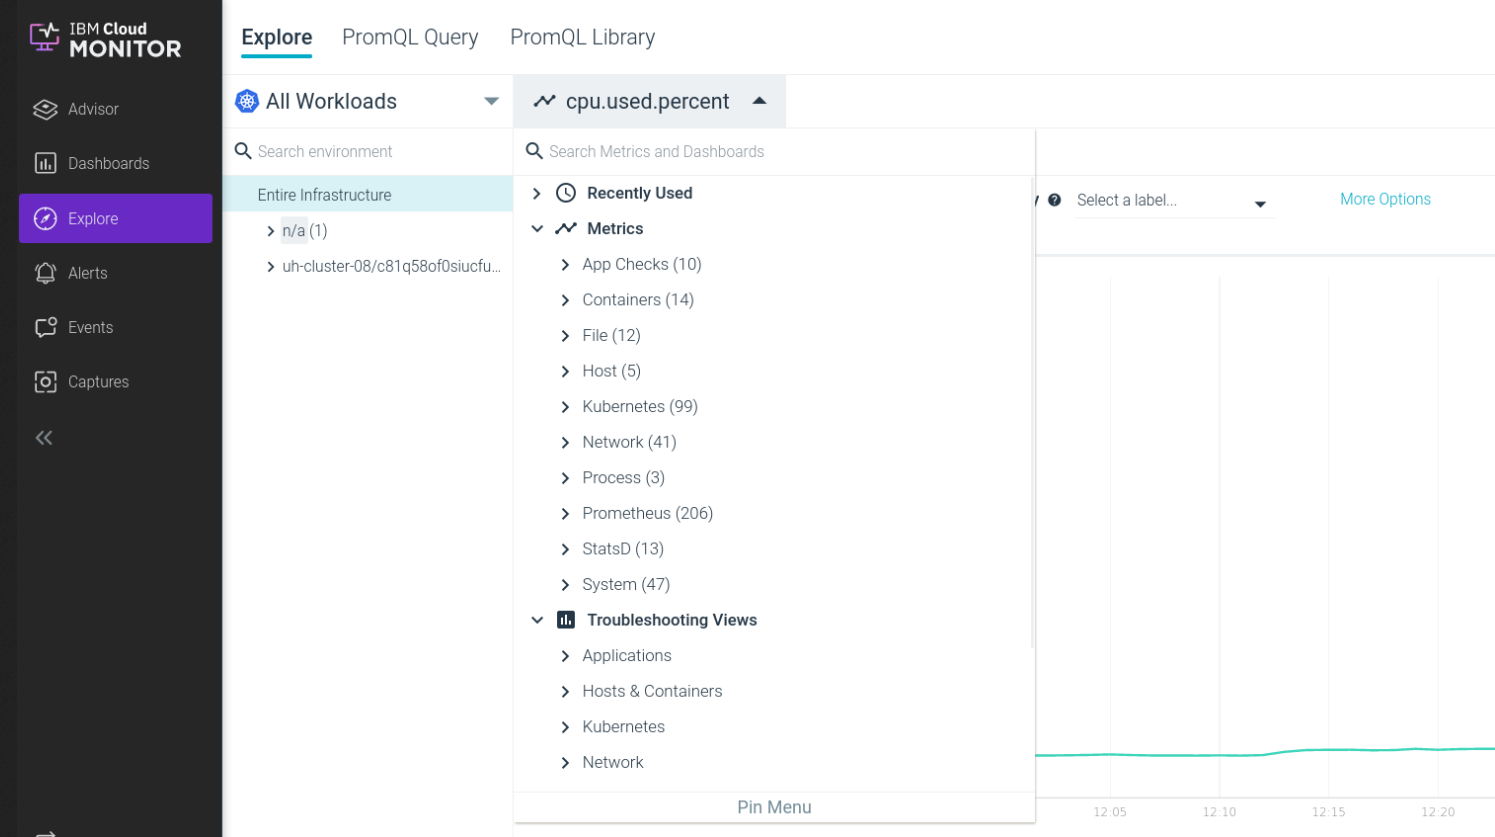 IBM Cloud
MONITOR
Advisor
Dashboards
Explore
Alerts
Events
Captures
Explore PromQL Query PromQL Library
All Workloads
Search environment
Entire Infrastructure
n/a (1)
uh-cluster-08/c81q58of0siucfu...
cpu.used.percent
Search Metrics and Dashboards
Recently Used
Metrics
App Checks (10)
Containers (14)
File (12)
Host (5)
Kubernetes (99)
Network (41)
Process (3)
Prometheus (206)
StatsD (13)
System (47)
Troubleshooting Views
Applications
Hosts & Containers
Kubernetes
Network
Pin Menu
Select a label... More Options
12:05 12:10 12:15 12:20